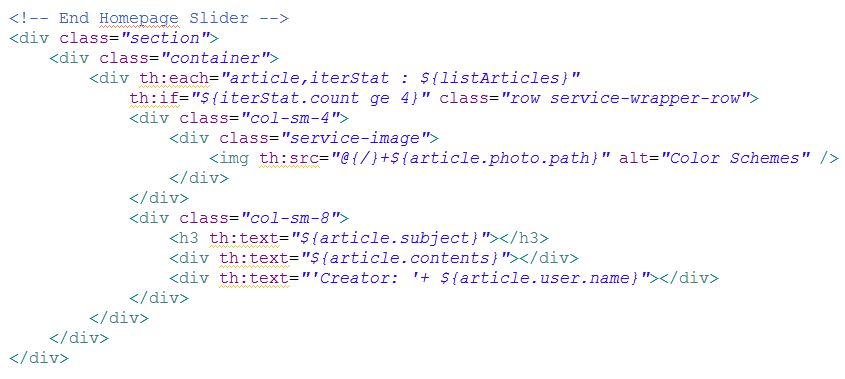 <!-- End Homepage Slider -->
<div class="section">
    <div class="container">
        <div th:each="article,iterStat : ${listArticles}"
            th:if="${iterStat.count ge 4}" class="row service-wrapper-row">
            <div class="col-sm-4">
                <div class="service-image">
                    <img th:src="@{/}+${article.photo.path}" alt="Color Schemes" />
                </div>
            </div>
            <div class="col-sm-8">
                <h3 th:text="${article.subject}"></h3>
                <div th:text="${article.contents}"></div>
                <div th:text="'Creator: '+ ${article.user.name}"></div>
            </div>
        </div>
    </div>
</div>